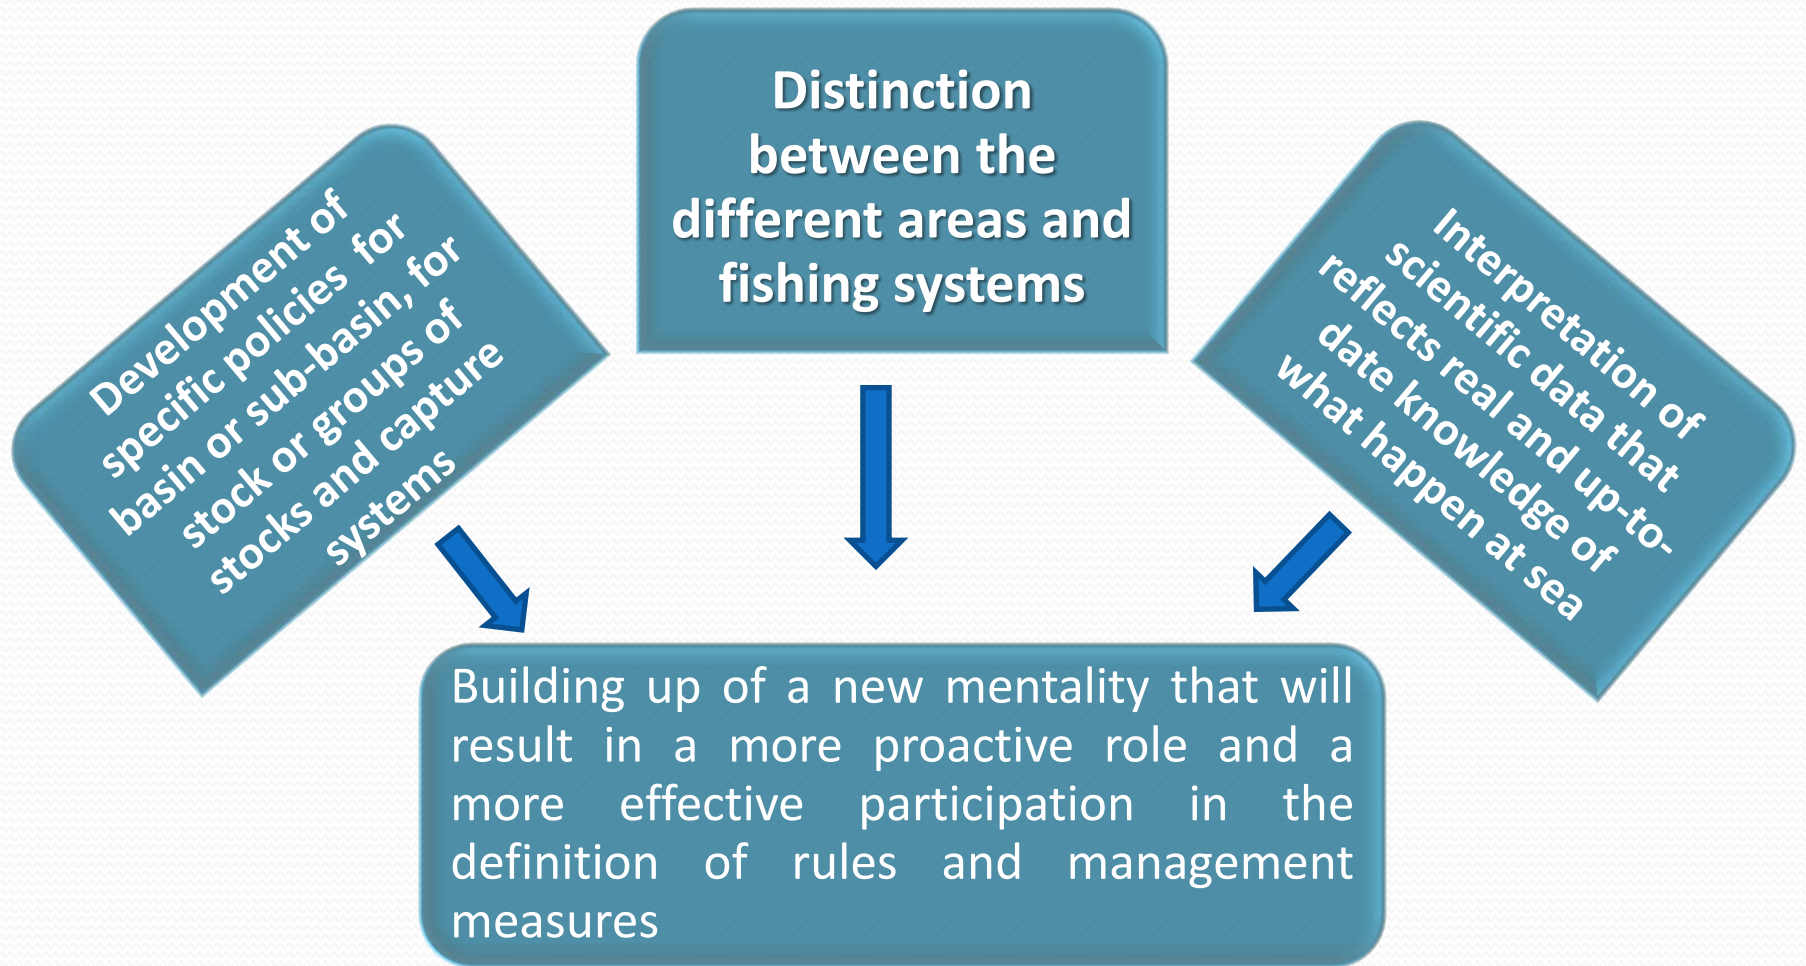 Development of
specific policies for
basin or sub-basin, for
stock or groups of
stocks and capture
systems
Distinction
between the
different areas and
fishing systems
Interpretation of
scientific data that
reflects real and up-to-
date knowledge of
what happen at sea
Building up of a new mentality that will
result in a more proactive role and a
more effective participation in the
definition of rules and management
measures